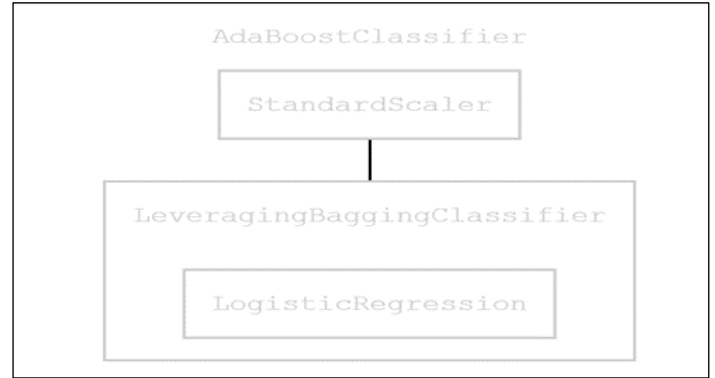 AdaBoostClassifier
StandardScaler
LeveragingBaggingClassifier
LogisticRegression